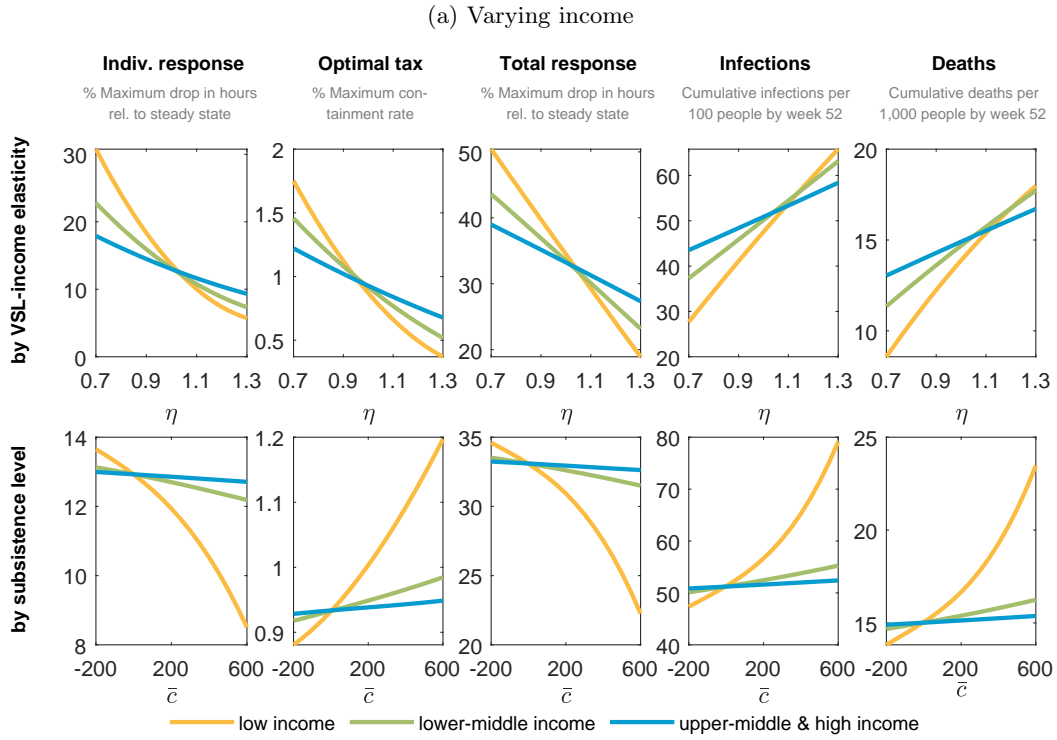 (a) Varying income
Indiv. response
% Maximum drop in hours
rel. to steady state
Optimal tax
% Maximum con-
tainment rate
Total response
% Maximum drop in hours
rel. to steady state
Infections
Cumulative infections per
100 people by week 52
Deaths
Cumulative deaths per
1,000 people by week 52
by VSL-income elasticity
30
20
10
0
0.7 0.9 1.1 1.3
η
2
1.5
1
0.5
0.7 0.9 1.1 1.3
η
50
40
30
20
0.7 0.9 1.1 1.3
η
60
50
40
30
20
0.7 0.9 1.1 1.3
η
20
15
10
0.7 0.9 1.1 1.3
η
by subsistence level
14
12
10
8
-200 200 600
c̄
1.2
1.1
1
0.9
-200 200 600
c̄
35
30
25
20
-200 200 600
c̄
80
70
60
50
40
-200 200 600
c̄
25
20
15
-200 200 600
c̄
low income lower-middle income upper-middle & high income